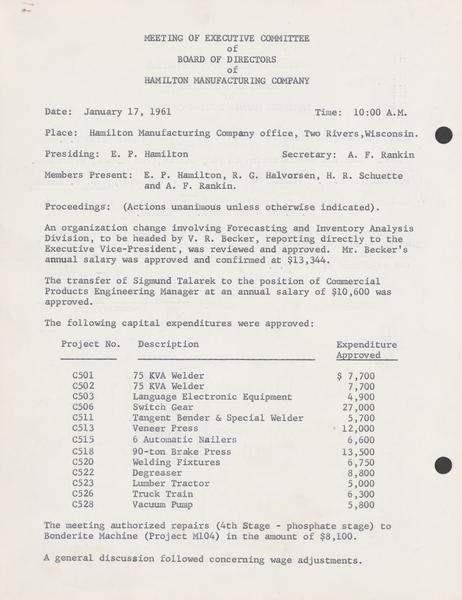 MEETING OF EXECUTIVE COMMITTEE
of
BOARD OF DIRECTORS
of
HAMILTON MANUFACTURING COMPANY
Date: January 17, 1961 Time: 10:00 A.M.
Place: Hamilton Manufacturing Company office, Two Rivers,Wisconsin.
Presiding: E. P. Hamilton Secretary: A. F. Rankin
Members Present: E. P. Hamilton, R. G. Halvorsen, H. R. Schuette
and A. F. Rankin.
Proceedings: (Actions unanimous unless otherwise indicated).
An organization change involving Forecasting and Inventory Analysis
Division, to be headed by V. R. Becker, reporting directly to the
Executive Vice-President, was reviewed and approved. Mr. Becker's
annual salary was approved and confirmed at $13,344.
The transfer of Sigmund Talarek to the position of Commercial
Products Engineering Manager at an annual salary of $10,600 was
approved.
The following capital expenditures were approved:
Project No. Description Expenditure
Approved
C501 75 KVA Welder $ 7,700
C502 75 KVA Welder 7,700
C503 Language Electronic Equipment 4,900
C506 Switch Gear 27,000
C511 Tangent Bender & Special Welder 5,700
C513 Veneer Press 12,000
C515 6 Automatic Nailers 6,600
C518 90-ton Brake Press 13,500
C520 Welding Fixtures 6,750
C522 Degreaser 8,800
C523 Lumber Tractor 5,000
C526 Truck Train 6,300
C528 Vacuum Pump 5,800
The meeting authorized repairs (4th Stage - phosphate stage) to
Bonderite Machine (Project M104) in the amount of $8,100.
A general discussion followed concerning wage adjustments.